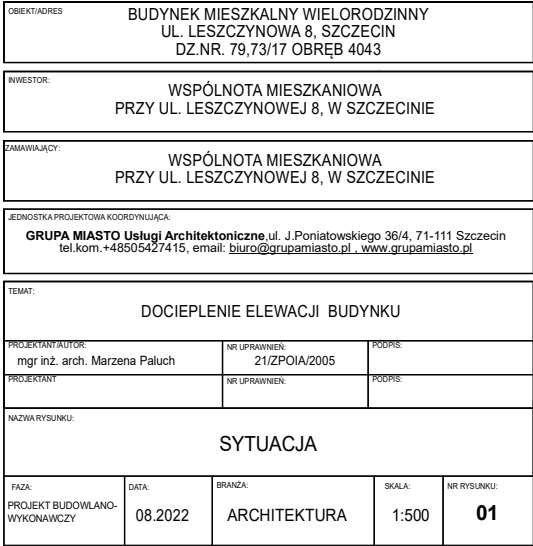 OBIEKT/ADRES
BUDYNEK MIESZKALNY WIELORODZINNY
UL. LESZCZYNOWA 8, SZCZECIN
DZ.NR. 79,73/17 OBRĘB 4043
INWESTOR:
WSPÓLNOTA MIESZKANIOWA
PRZY UL. LESZCZYNOWEJ 8, W SZCZECINIE
ZAMAWIAJĄCY:
WSPÓLNOTA MIESZKANIOWA
PRZY UL. LESZCZYNOWEJ 8, W SZCZECINIE
JEDNOSTKA PROJEKTOWA KOORDYNUJĄCA:
GRUPA MIASTO Usługi Architektoniczne,ul. J.Poniatowskiego 36/4, 71-111 Szczecin
tel.kom.+48505427415, email: biuro@grupamiasto.pl , www.grupamiasto.pl
TEMAT:
DOCIEPLENIE ELEWACJI BUDYNKU
PROJEKTANT/AUTOR: NR UPRAWNIEŃ: PODPIS:
mgr inż. arch. Marzena Paluch 21/ZPOIA/2005
PROJEKTANT NR UPRAWNIEŃ: PODPIS:
NAZWA RYSUNKU:
SYTUACJA
FAZA: DATA: BRANŻA: SKALA: NR RYSUNKU:
PROJEKT BUDOWLANO-
WYKONAWCZY 08.2022 ARCHITEKTURA 1:500 01